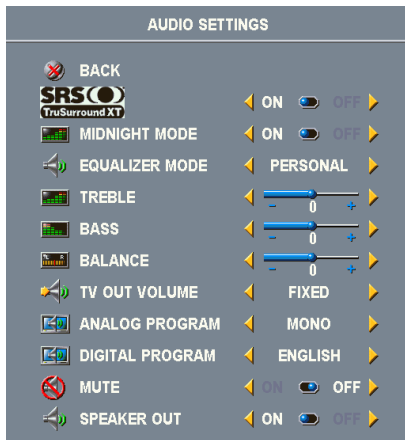 AUDIO SETTINGS
BACK
SRS(●)
TruSurround XT ON OFF
MIDNIGHT MODE ON OFF
EQUALIZER MODE PERSONAL
TREBLE - 0 +
BASS - 0 +
BALANCE - 0 +
TV OUT VOLUME FIXED
ANALOG PROGRAM MONO
DIGITAL PROGRAM ENGLISH
MUTE ON OFF
SPEAKER OUT ON OFF